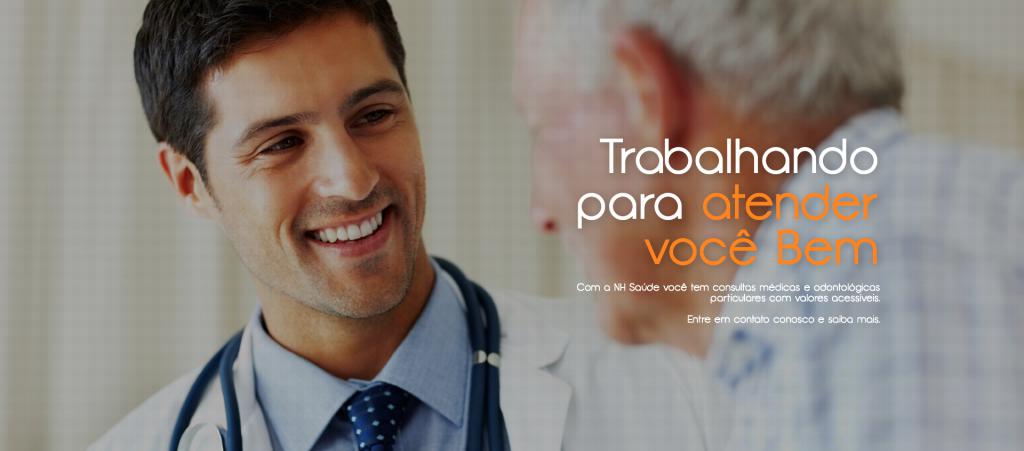 Trabalhando
para atender
você Bem
Com a NH Saúde você tem consultas médicas e odontológicas
particulares com valores acessíveis.
Entre em contato conosco e saiba mais.